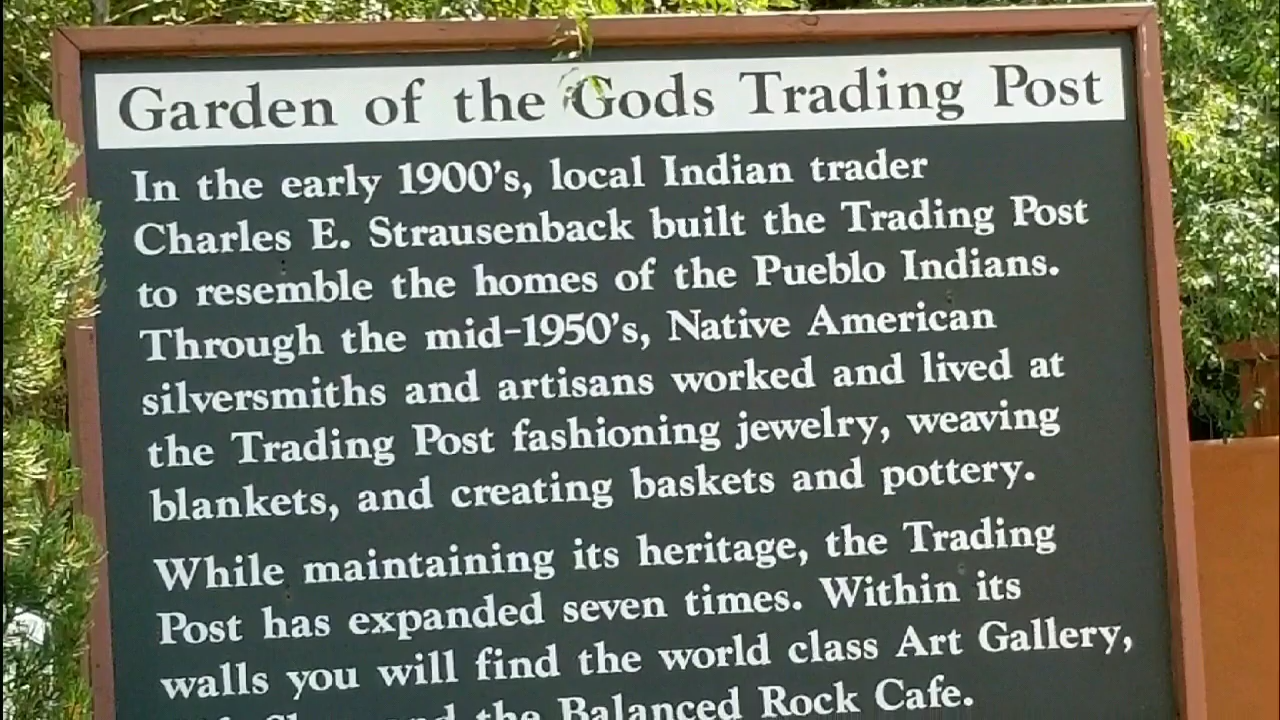 Garden of the Gods Trading Post
In the early 1900's, local Indian trader
Charles E. Strausenback built the Trading Post
to resemble the homes of the Pueblo Indians.
Through the mid-1950's, Native American
silversmiths and artisans worked and lived at
the Trading Post fashioning jewelry, weaving
blankets, and creating baskets and pottery.
While maintaining its heritage, the Trading
Post has expanded seven times. Within its
walls you will find the world class Art Gallery,
and the Balanced Rock Cafe.